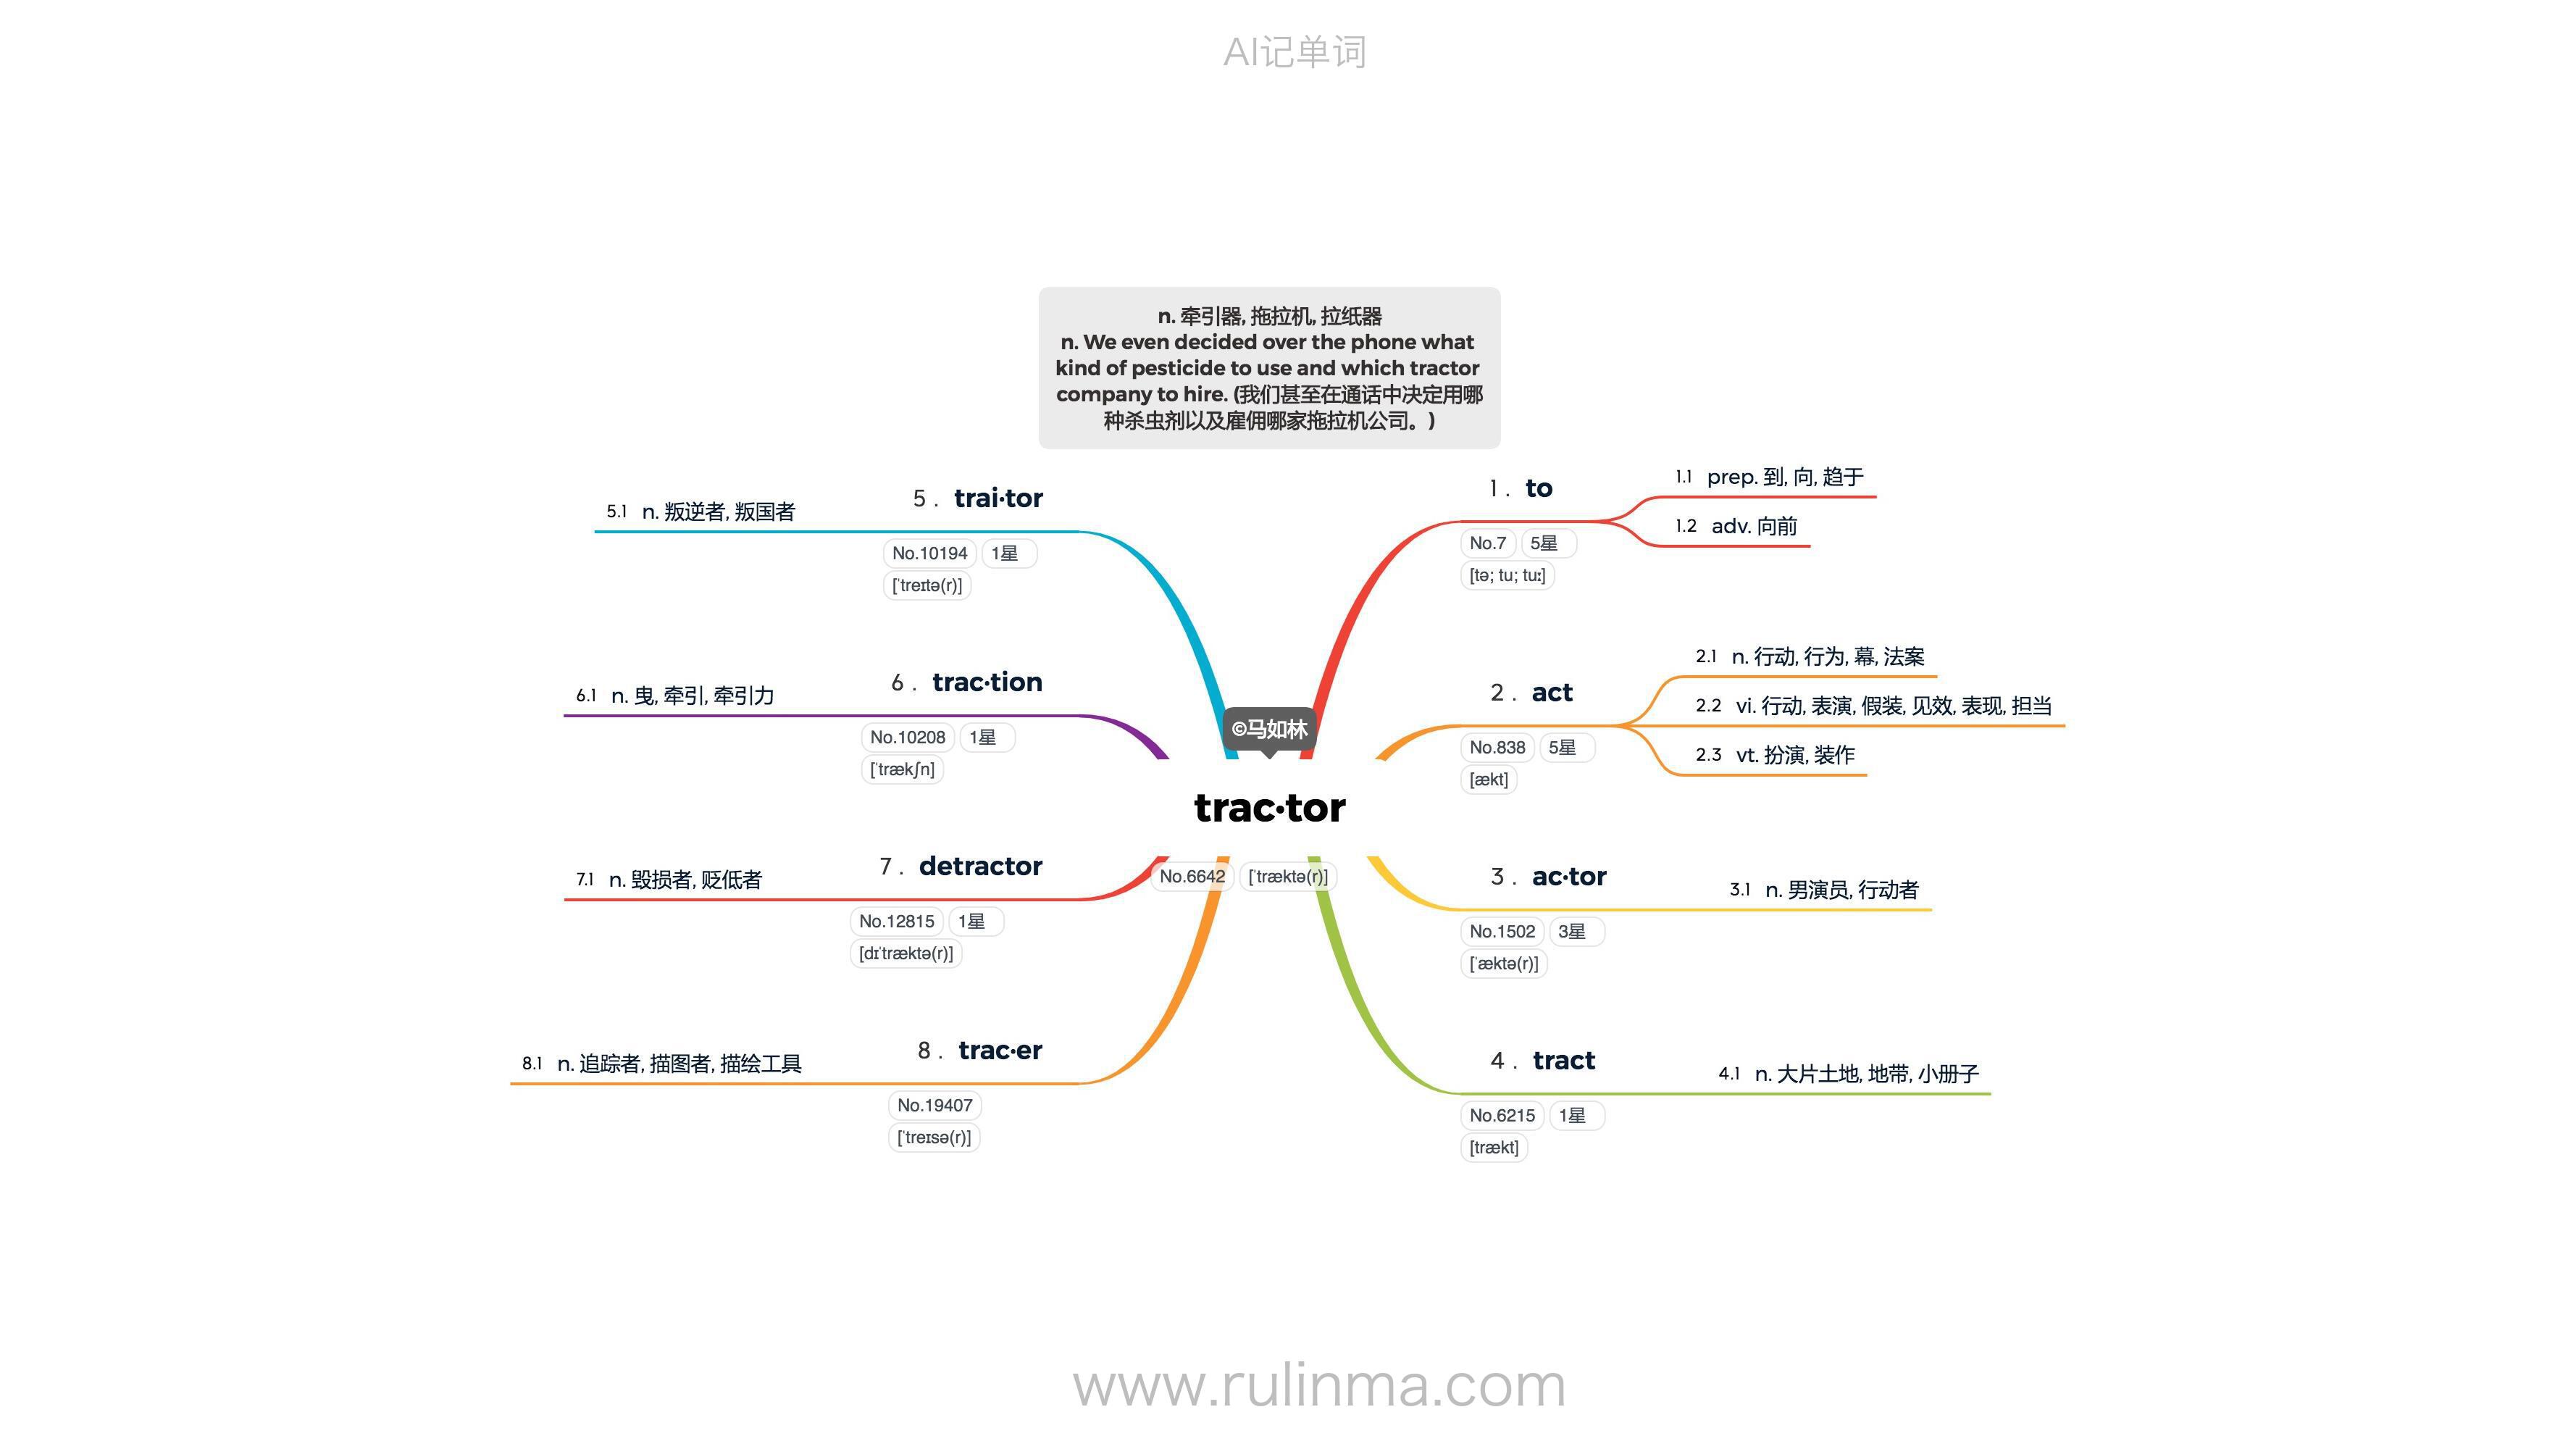 AI记单词
n. 牵引器, 拖拉机, 拉纸器
n. We even decided over the phone what
kind of pesticide to use and which tractor
company to hire. (我们甚至在通话中决定用哪
种杀虫剂以及雇佣哪家拖拉机公司。)
©马如林
trac·tor
No.6642 [ˈtræktə(r)]
1 . to
No.7 5星
[tə; tu; tuː]
1.1 prep. 到, 向, 趋于
1.2 adv. 向前
2 . act
No.838 5星
[ækt]
2.1 n. 行动, 行为, 幕, 法案
2.2 vi. 行动, 表演, 假装, 见效, 表现, 担当
2.3 vt. 扮演, 装作
3 . ac·tor
No.1502 3星
[ˈæktə(r)]
3.1 n. 男演员, 行动者
4 . tract
No.6215 1星
[trækt]
4.1 n. 大片土地, 地带, 小册子
5 . trai·tor
No.10194 1星
[ˈtreɪtə(r)]
5.1 n. 叛逆者, 叛国者
6 . trac·tion
No.10208 1星
[ˈtrækʃn]
6.1 n. 曳, 牵引, 牵引力
7 . detractor
No.12815 1星
[dɪˈtræktə(r)]
7.1 n. 毁损者, 贬低者
8 . trac·er
No.19407
[ˈtreɪsə(r)]
8.1 n. 追踪者, 描图者, 描绘工具
www.rulinma.com